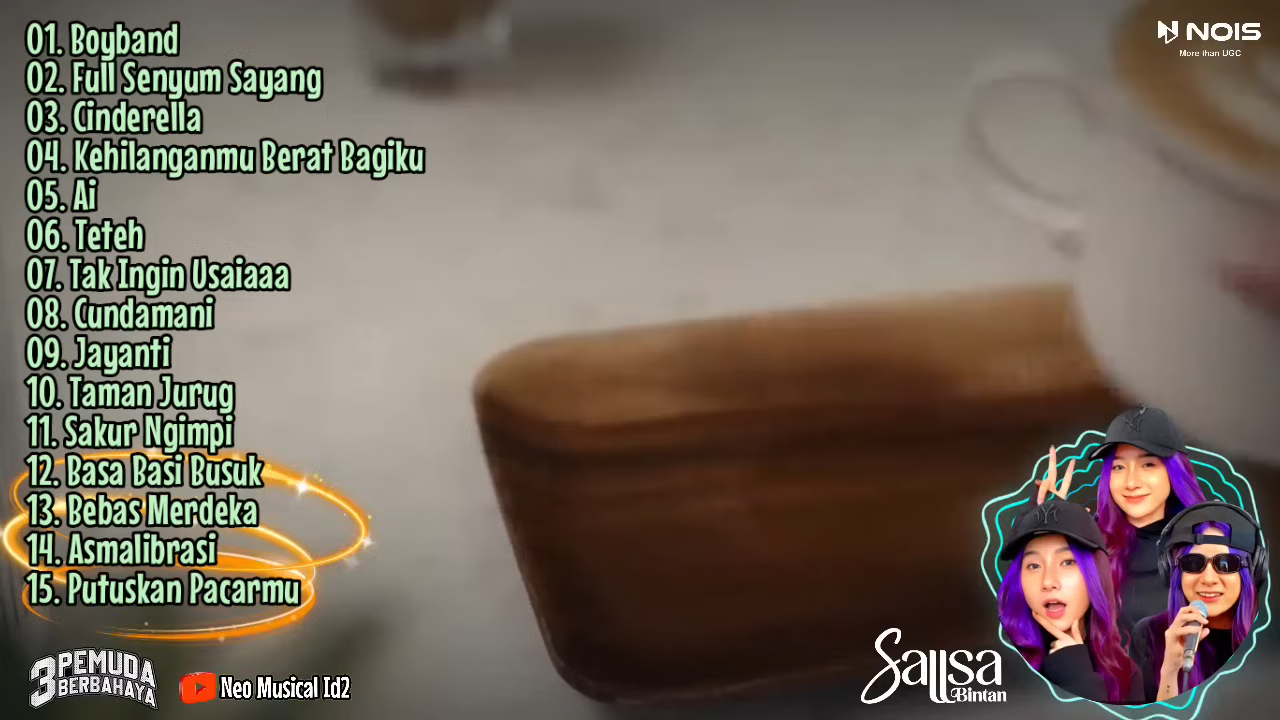 01. Boyband
02. Full Senyum Sayang
03. Cinderella
04. Kehilanganmu Berat Bagiku
05. Ai
06. Teteh
07. Tak Ingin Usaiaaa
08. Cundamani
09. Jayanti
10. Taman Jurug
11. Sakur Ngimpi
12. Basa Basi Busuk
13. Bebas Merdeka
14. Asmalibrasi
15. Putuskan Pacarmu
NOIS
More than UGC
3 PEMUDA
BERBAHAYA
Neo Musical Id2
Sallsa
Bintan